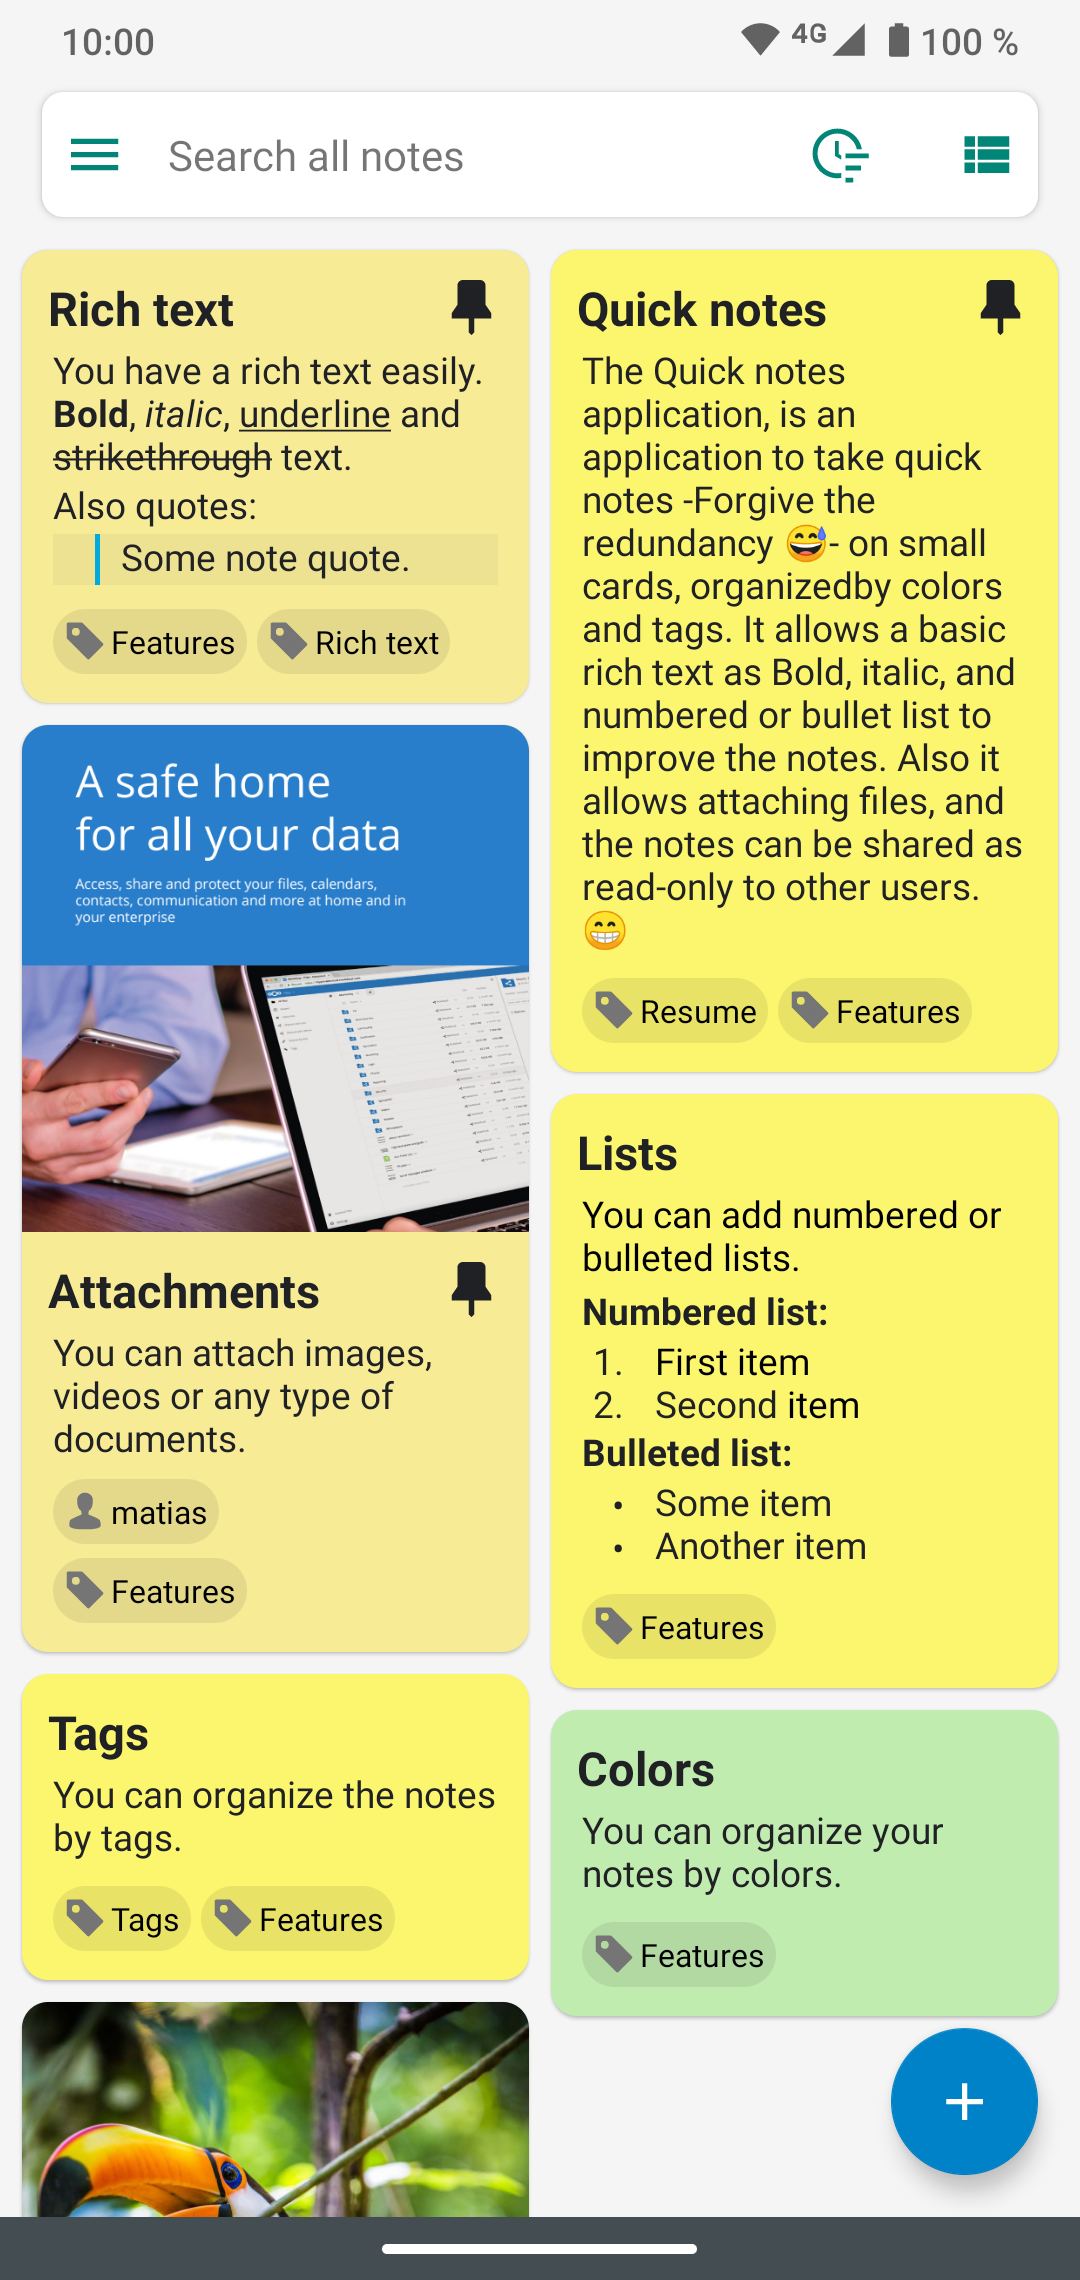 10:00
4G
100 %
Search all notes
Rich text
You have a rich text easily.
Bold, italic, underline and
strikethrough text.
Also quotes:
Some note quote.
Features
Rich text
A safe home
for all your data
Access, share and protect your files, calendars,
contacts, communication and more at home and in
your enterprise
Attachments
You can attach images,
videos or any type of
documents.
matias
Features
Tags
You can organize the notes
by tags.
Tags
Features
Quick notes
The Quick notes
application, is an
application to take quick
notes -Forgive the
redundancy 😅- on small
cards, organizedby colors
and tags. It allows a basic
rich text as Bold, italic, and
numbered or bullet list to
improve the notes. Also it
allows attaching files, and
the notes can be shared as
read-only to other users.
😁
Resume
Features
Lists
You can add numbered or
bulleted lists.
Numbered list:
1. First item
2. Second item
Bulleted list:
• Some item
• Another item
Features
Colors
You can organize your
notes by colors.
Features